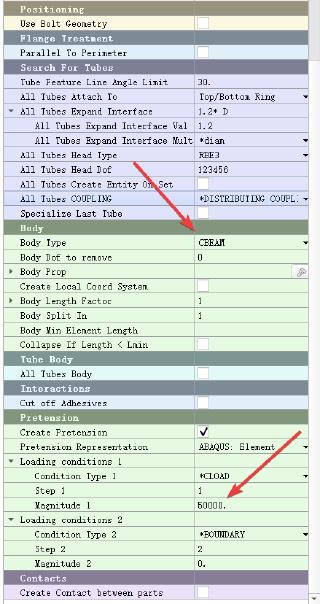 Positioning
Use Bolt Geometry
Flange Treatment
Parallel To Perimeter
Search For Tubes
Tube Feature Line Angle Limit 30.
All Tubes Attach To Top/Bottom Ring
All Tubes Expand Interface 1.2* D
All Tubes Expand Interface Val 1.2
All Tubes Expand Interface Mult *diam
All Tubes Head Type RBE3
All Tubes Head Dof 123456
All Tubes Create Entity On Set
All Tubes COUPLING *DISTRIBUTING COUPL
Specialize Last Tube
Body
Body Type CBEAM
Body Dof to remove 0
Body Prop
Create Local Coord System
Body Length Factor 1
Body Split In 1
Body Min Element Length
Collapse If Length < Lmin
Tube Body
All Tubes Body
Interactions
Cut off Adhesives
Pretension
Create Pretension
Pretension Representation ABAQUS: Element
Loading conditions 1
Condition Type 1 *CLOAD
Step 1 1
Magnitude 1 50000.
Loading conditions 2
Condition Type 2 *BOUNDARY
Step 2 2
Magnitude 2 0.
Contacts
Create Contact between parts